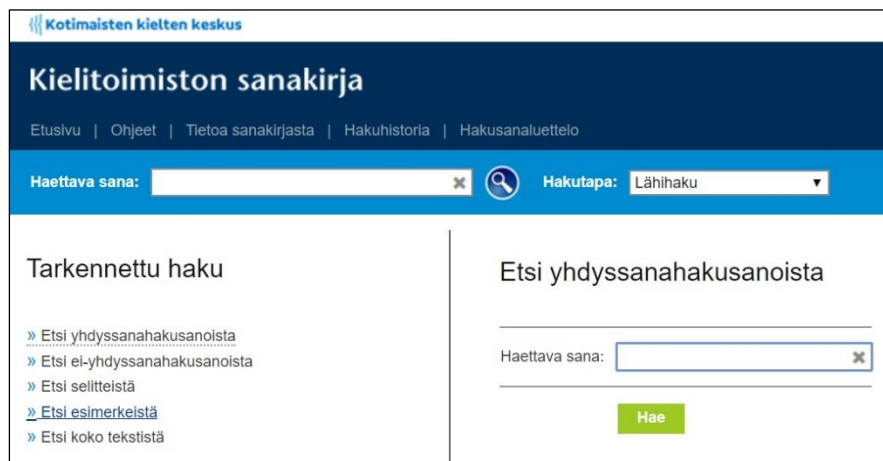 Kotimaisten kielten keskus
Kielitoimiston sanakirja
Etusivu | Ohjeet | Tietoa sanakirjasta | Hakuhistoria | Hakusanaluettelo
Haettava sana: Hakutapa: Lähihaku
Tarkennettu haku
» Etsi yhdyssanahakusanoista
» Etsi ei-yhdyssanahakusanoista
» Etsi selitteistä
» Etsi esimerkeistä
» Etsi koko tekstistä
Etsi yhdyssanahakusanoista
Haettava sana:
Hae